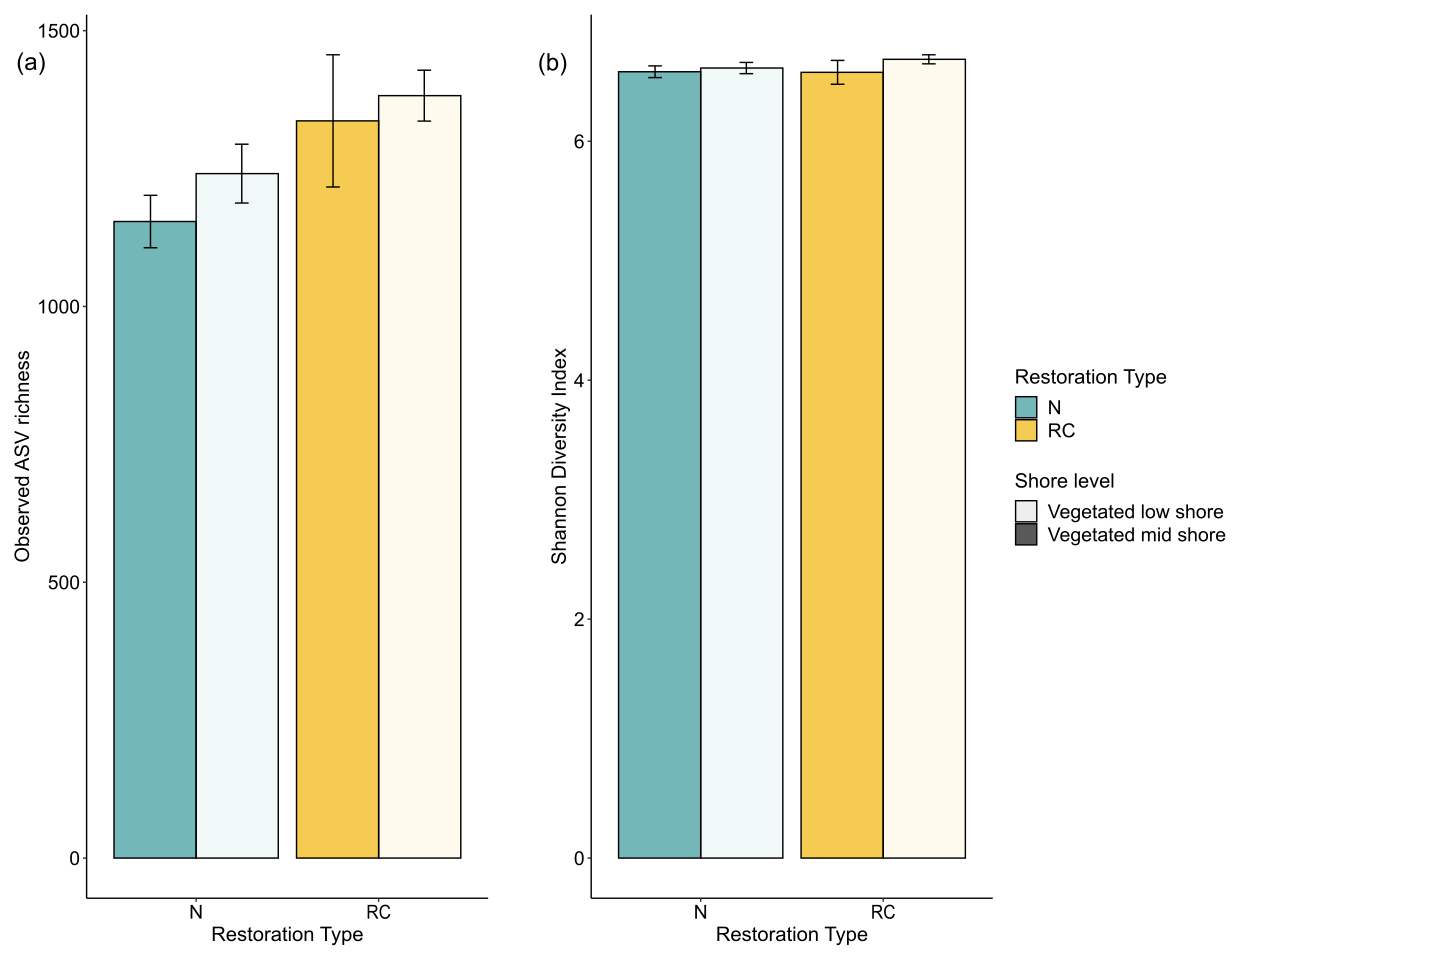 (a)
1500
1000
500
0
Observed ASV richness
N
RC
Restoration Type
(b)
6
4
2
0
Shannon Diversity Index
N
RC
Restoration Type
Restoration Type
N
RC
Shore level
Vegetated low shore
Vegetated mid shore